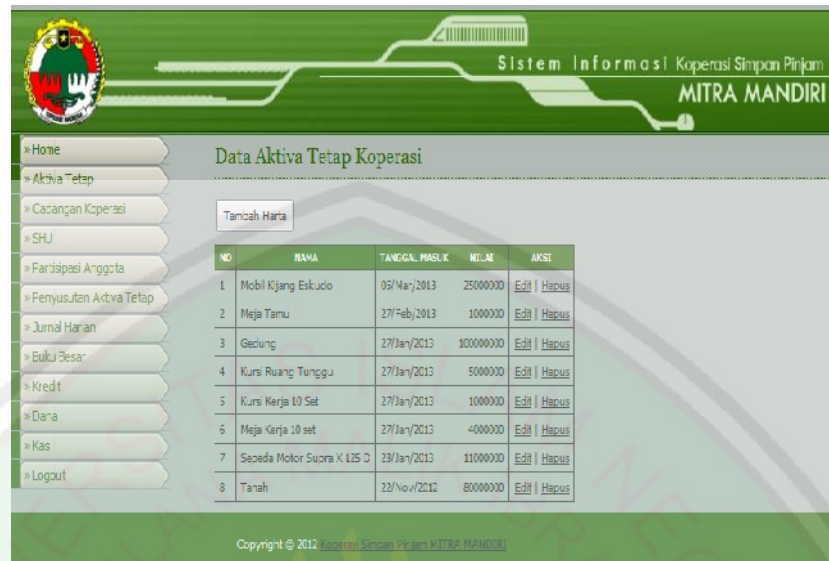 Sistem Informasi Koperasi Simpan Pinjam
MITRA MANDIRI
» Home
» Aktiva Tetap
» Cadangan Koperasi
» SHU
» Partisipasi Anggota
» Penyusutan Aktiva Tetap
» Jurnal Harian
» Buku Besar
» Kredit
» Dana
» Kas
» Logout
Data Aktiva Tetap Koperasi
Tambah Harta
NO NAMA TANGGAL MASUK NILAI AKSI
1 Mobil Kijang Eskudo 05/Mar/2013 25000000 Edit | Hapus
2 Meja Tamu 27/Feb/2013 1000000 Edit | Hapus
3 Gedung 27/Jan/2013 100000000 Edit | Hapus
4 Kursi Ruang Tunggu 27/Jan/2013 5000000 Edit | Hapus
5 Kursi Kerja 10 Set 27/Jan/2013 1000000 Edit | Hapus
6 Meja Kerja 10 set 27/Jan/2013 4000000 Edit | Hapus
7 Sepeda Motor Supra X 125 D 23/Jan/2013 11000000 Edit | Hapus
8 Tanah 22/Nov/2012 80000000 Edit | Hapus
Copyright © 2012 Koperasi Simpan Pinjam MITRA MANDIRI